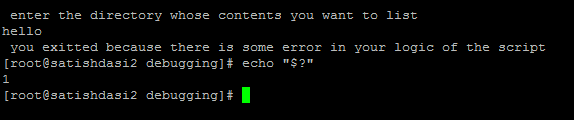 enter the directory whose contents you want to list
hello
you exitted because there is some error in your logic of the script
[root@satishdasi2 debugging]# echo "$?"
1
[root@satishdasi2 debugging]#